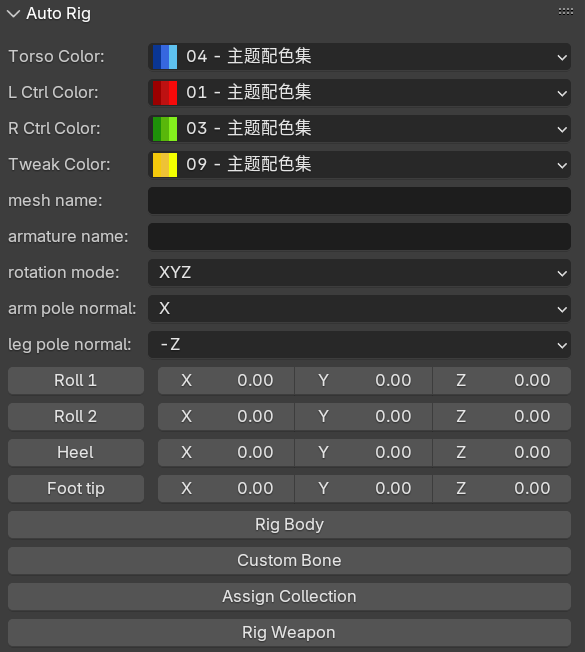 Auto Rig
Torso Color: 04 - 主题配色集
L Ctrl Color: 01 - 主题配色集
R Ctrl Color: 03 - 主题配色集
Tweak Color: 09 - 主题配色集
mesh name:
armature name:
rotation mode: XYZ
arm pole normal: X
leg pole normal: -Z
Roll 1 X 0.00 Y 0.00 Z 0.00
Roll 2 X 0.00 Y 0.00 Z 0.00
Heel X 0.00 Y 0.00 Z 0.00
Foot tip X 0.00 Y 0.00 Z 0.00
Rig Body
Custom Bone
Assign Collection
Rig Weapon